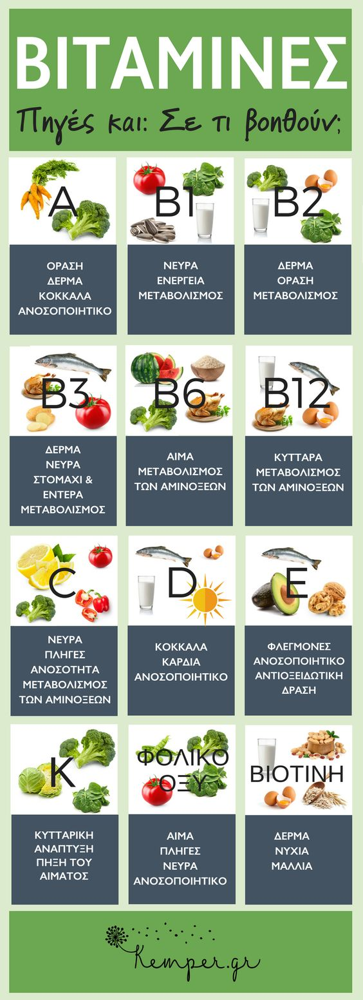 ΒΙΤΑΜΙΝΕΣ
Πηγές και: Σε τι βοηθούν;
A
B1
B2
ΟΡΑΣΗ
ΔΕΡΜΑ
ΚΟΚΚΑΛΑ
ΑΝΟΣΟΠΟΙΗΤΙΚΟ
ΝΕΥΡΑ
ΕΝΕΡΓΕΙΑ
ΜΕΤΑΒΟΛΙΣΜΟΣ
ΔΕΡΜΑ
ΟΡΑΣΗ
ΜΕΤΑΒΟΛΙΣΜΟΣ
B3
B6
B12
ΔΕΡΜΑ
ΝΕΥΡΑ
ΣΤΟΜΑΧΙ &
ΕΝΤΕΡΑ
ΜΕΤΑΒΟΛΙΣΜΟΣ
ΑΙΜΑ
ΜΕΤΑΒΟΛΙΣΜΟΣ
ΤΩΝ ΑΜΙΝΟΞΕΩΝ
ΚΥΤΤΑΡΑ
ΜΕΤΑΒΟΛΙΣΜΟΣ
ΤΩΝ ΑΜΙΝΟΞΕΩΝ
C
D
E
ΝΕΥΡΑ
ΠΛΗΓΕΣ
ΑΝΟΣΟΤΗΤΑ
ΜΕΤΑΒΟΛΙΣΜΟΣ
ΤΩΝ ΑΜΙΝΟΞΕΩΝ
ΚΟΚΚΑΛΑ
ΚΑΡΔΙΑ
ΑΝΟΣΟΠΟΙΗΤΙΚΟ
ΦΛΕΓΜΟΝΕΣ
ΑΝΟΣΟΠΟΙΗΤΙΚΟ
ΑΝΤΙΟΞΕΙΔΩΤΙΚΗ
ΔΡΑΣΗ
K
ΦΟΛΙΚΟ
ΟΞΥ
ΒΙΟΤΙΝΗ
ΚΥΤΤΑΡΙΚΗ
ΑΝΑΠΤΥΞΗ
ΠΗΞΗ ΤΟΥ
ΑΙΜΑΤΟΣ
ΑΙΜΑ
ΠΛΗΓΕΣ
ΝΕΥΡΑ
ΑΝΟΣΟΠΟΙΗΤΙΚΟ
ΔΕΡΜΑ
ΝΥΧΙΑ
ΜΑΛΛΙΑ
Kemper.gr